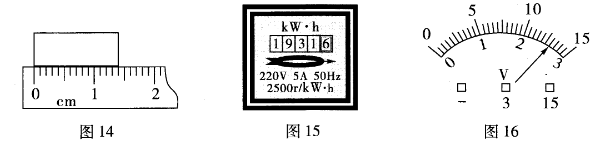 0 1 2
cm
图14
kW·h
1 9 3 1 6
220V 5A 50Hz
2500r/kW·h
图15
0 5 10 15
0 1 2 3
V
− 3 15
图16